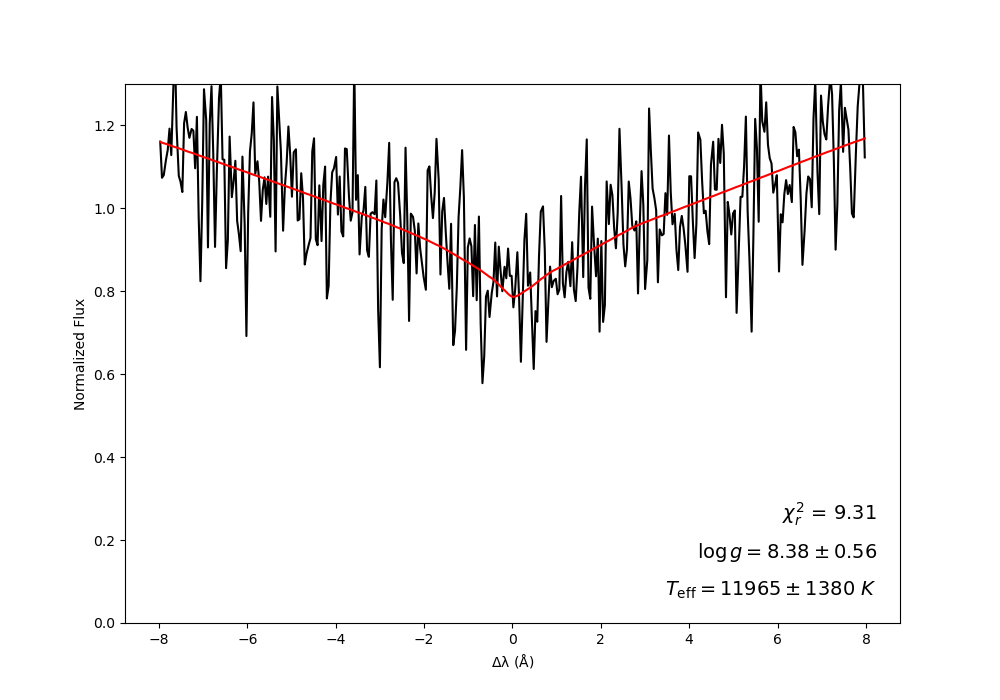 1.2
1.0
0.8
0.6
0.4
0.2
0.0
Normalized Flux
χ²ᵣ = 9.31
log g = 8.38 ± 0.56
T_eff = 11965 ± 1380 K
−8 −6 −4 −2 0 2 4 6 8
Δλ (Å)